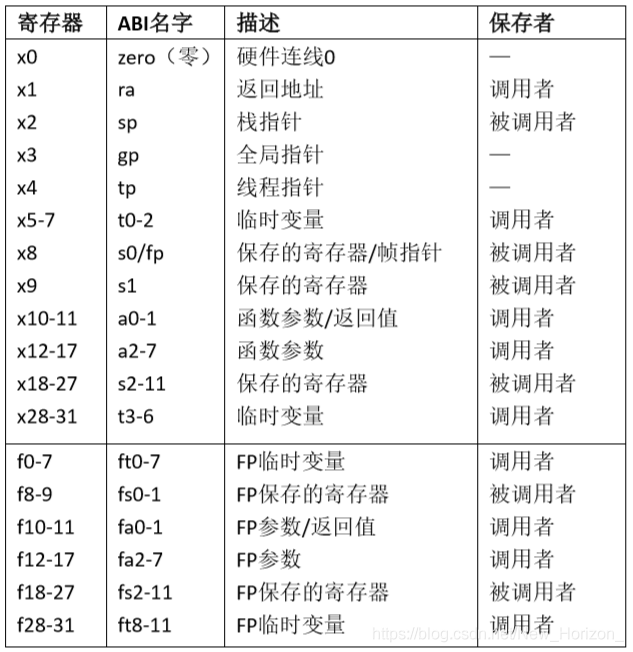 寄存器 ABI名字 描述 保存者
x0 zero（零） 硬件连线0 —
x1 ra 返回地址 调用者
x2 sp 栈指针 被调用者
x3 gp 全局指针 —
x4 tp 线程指针 —
x5-7 t0-2 临时变量 调用者
x8 s0/fp 保存的寄存器/帧指针 被调用者
x9 s1 保存的寄存器 被调用者
x10-11 a0-1 函数参数/返回值 调用者
x12-17 a2-7 函数参数 调用者
x18-27 s2-11 保存的寄存器 被调用者
x28-31 t3-6 临时变量 调用者
f0-7 ft0-7 FP临时变量 调用者
f8-9 fs0-1 FP保存的寄存器 被调用者
f10-11 fa0-1 FP参数/返回值 调用者
f12-17 fa2-7 FP参数 调用者
f18-27 fs2-11 FP保存的寄存器 被调用者
f28-31 ft8-11 FP临时变量 调用者
https://blog.csdn.net/New_Horizon_